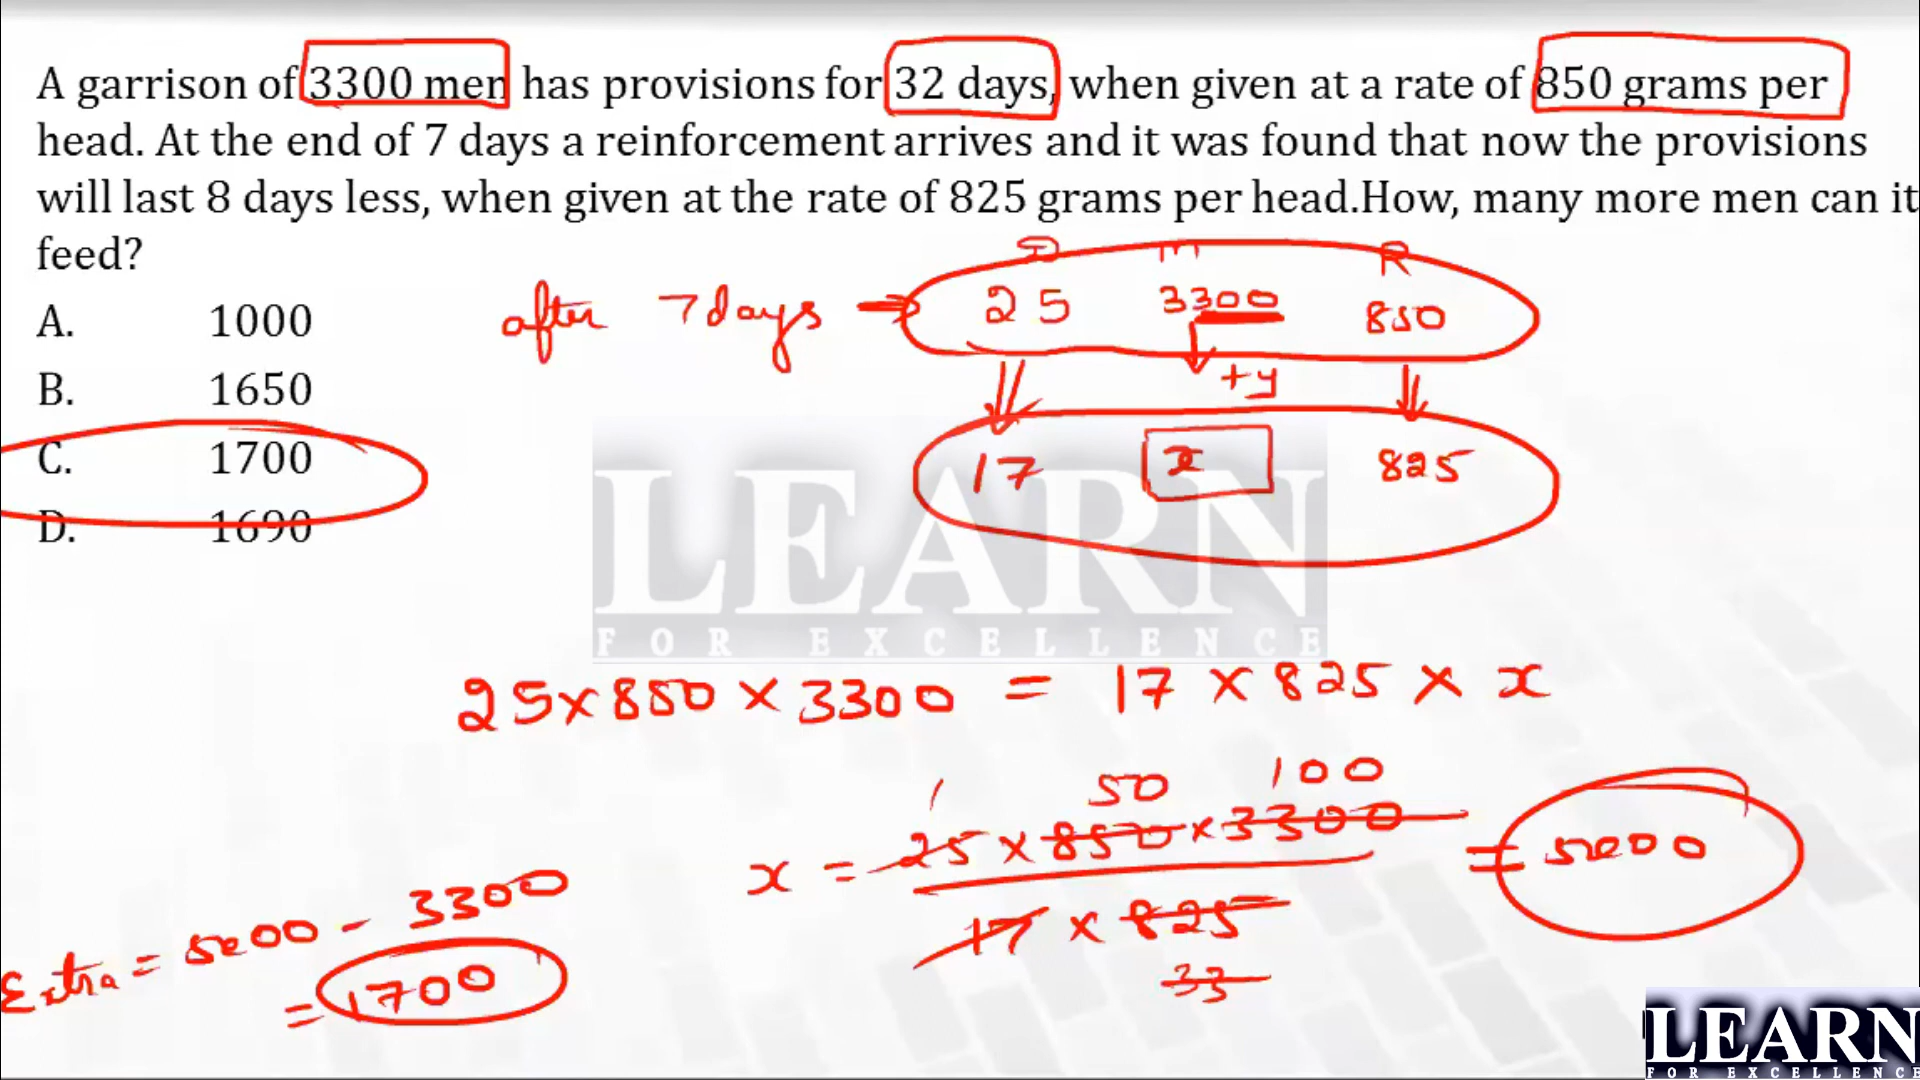 A garrison of 3300 men has provisions for 32 days, when given at a rate of 850 grams per
head. At the end of 7 days a reinforcement arrives and it was found that now the provisions
will last 8 days less, when given at the rate of 825 grams per head.How, many more men can it
feed?
A. 1000
B. 1650
C. 1700
D. 1690
D M R
after 7 days ⇒ 25 3300 850
+y
17 x 825
LEARN
FOR EXCELLENCE
25 × 850 × 3300 = 17 × 825 × x
1 50 100
x = 25 × 850 × 3300 = 5000
17 × 825
33
Extra = 5000 - 3300
= 1700
LEARN
FOR EXCELLENCE